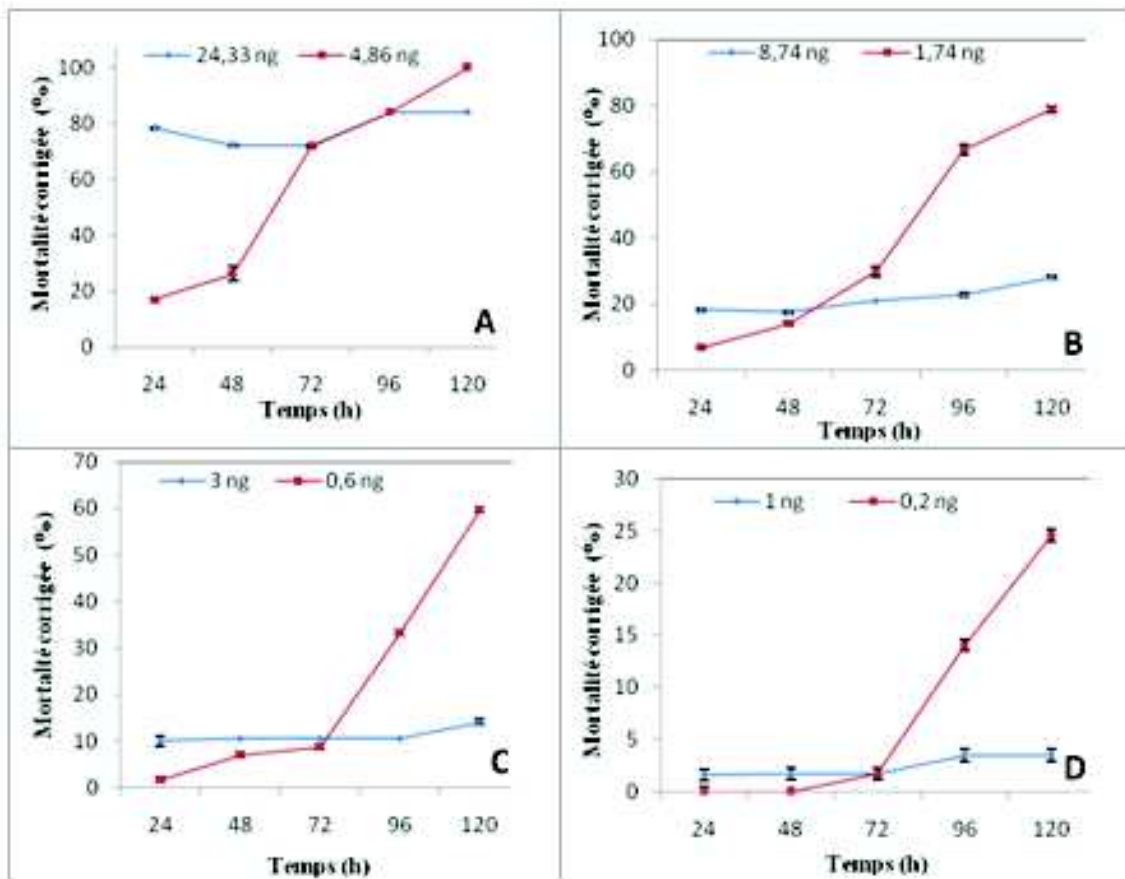 24,33 ng 4,86 ng
Mortalité corrigée (%)
100
80
60
40
20
0
24 48 72 96 120
Temps (h)
A
8,74 ng 1,74 ng
Mortalité corrigée (%)
100
80
60
40
20
0
24 48 72 96 120
Temps (h)
B
3 ng 0,6 ng
Mortalité corrigée (%)
70
60
50
40
30
20
10
0
24 48 72 96 120
Temps (h)
C
1 ng 0,2 ng
Mortalité corrigée (%)
30
25
20
15
10
5
0
24 48 72 96 120
Temps (h)
D